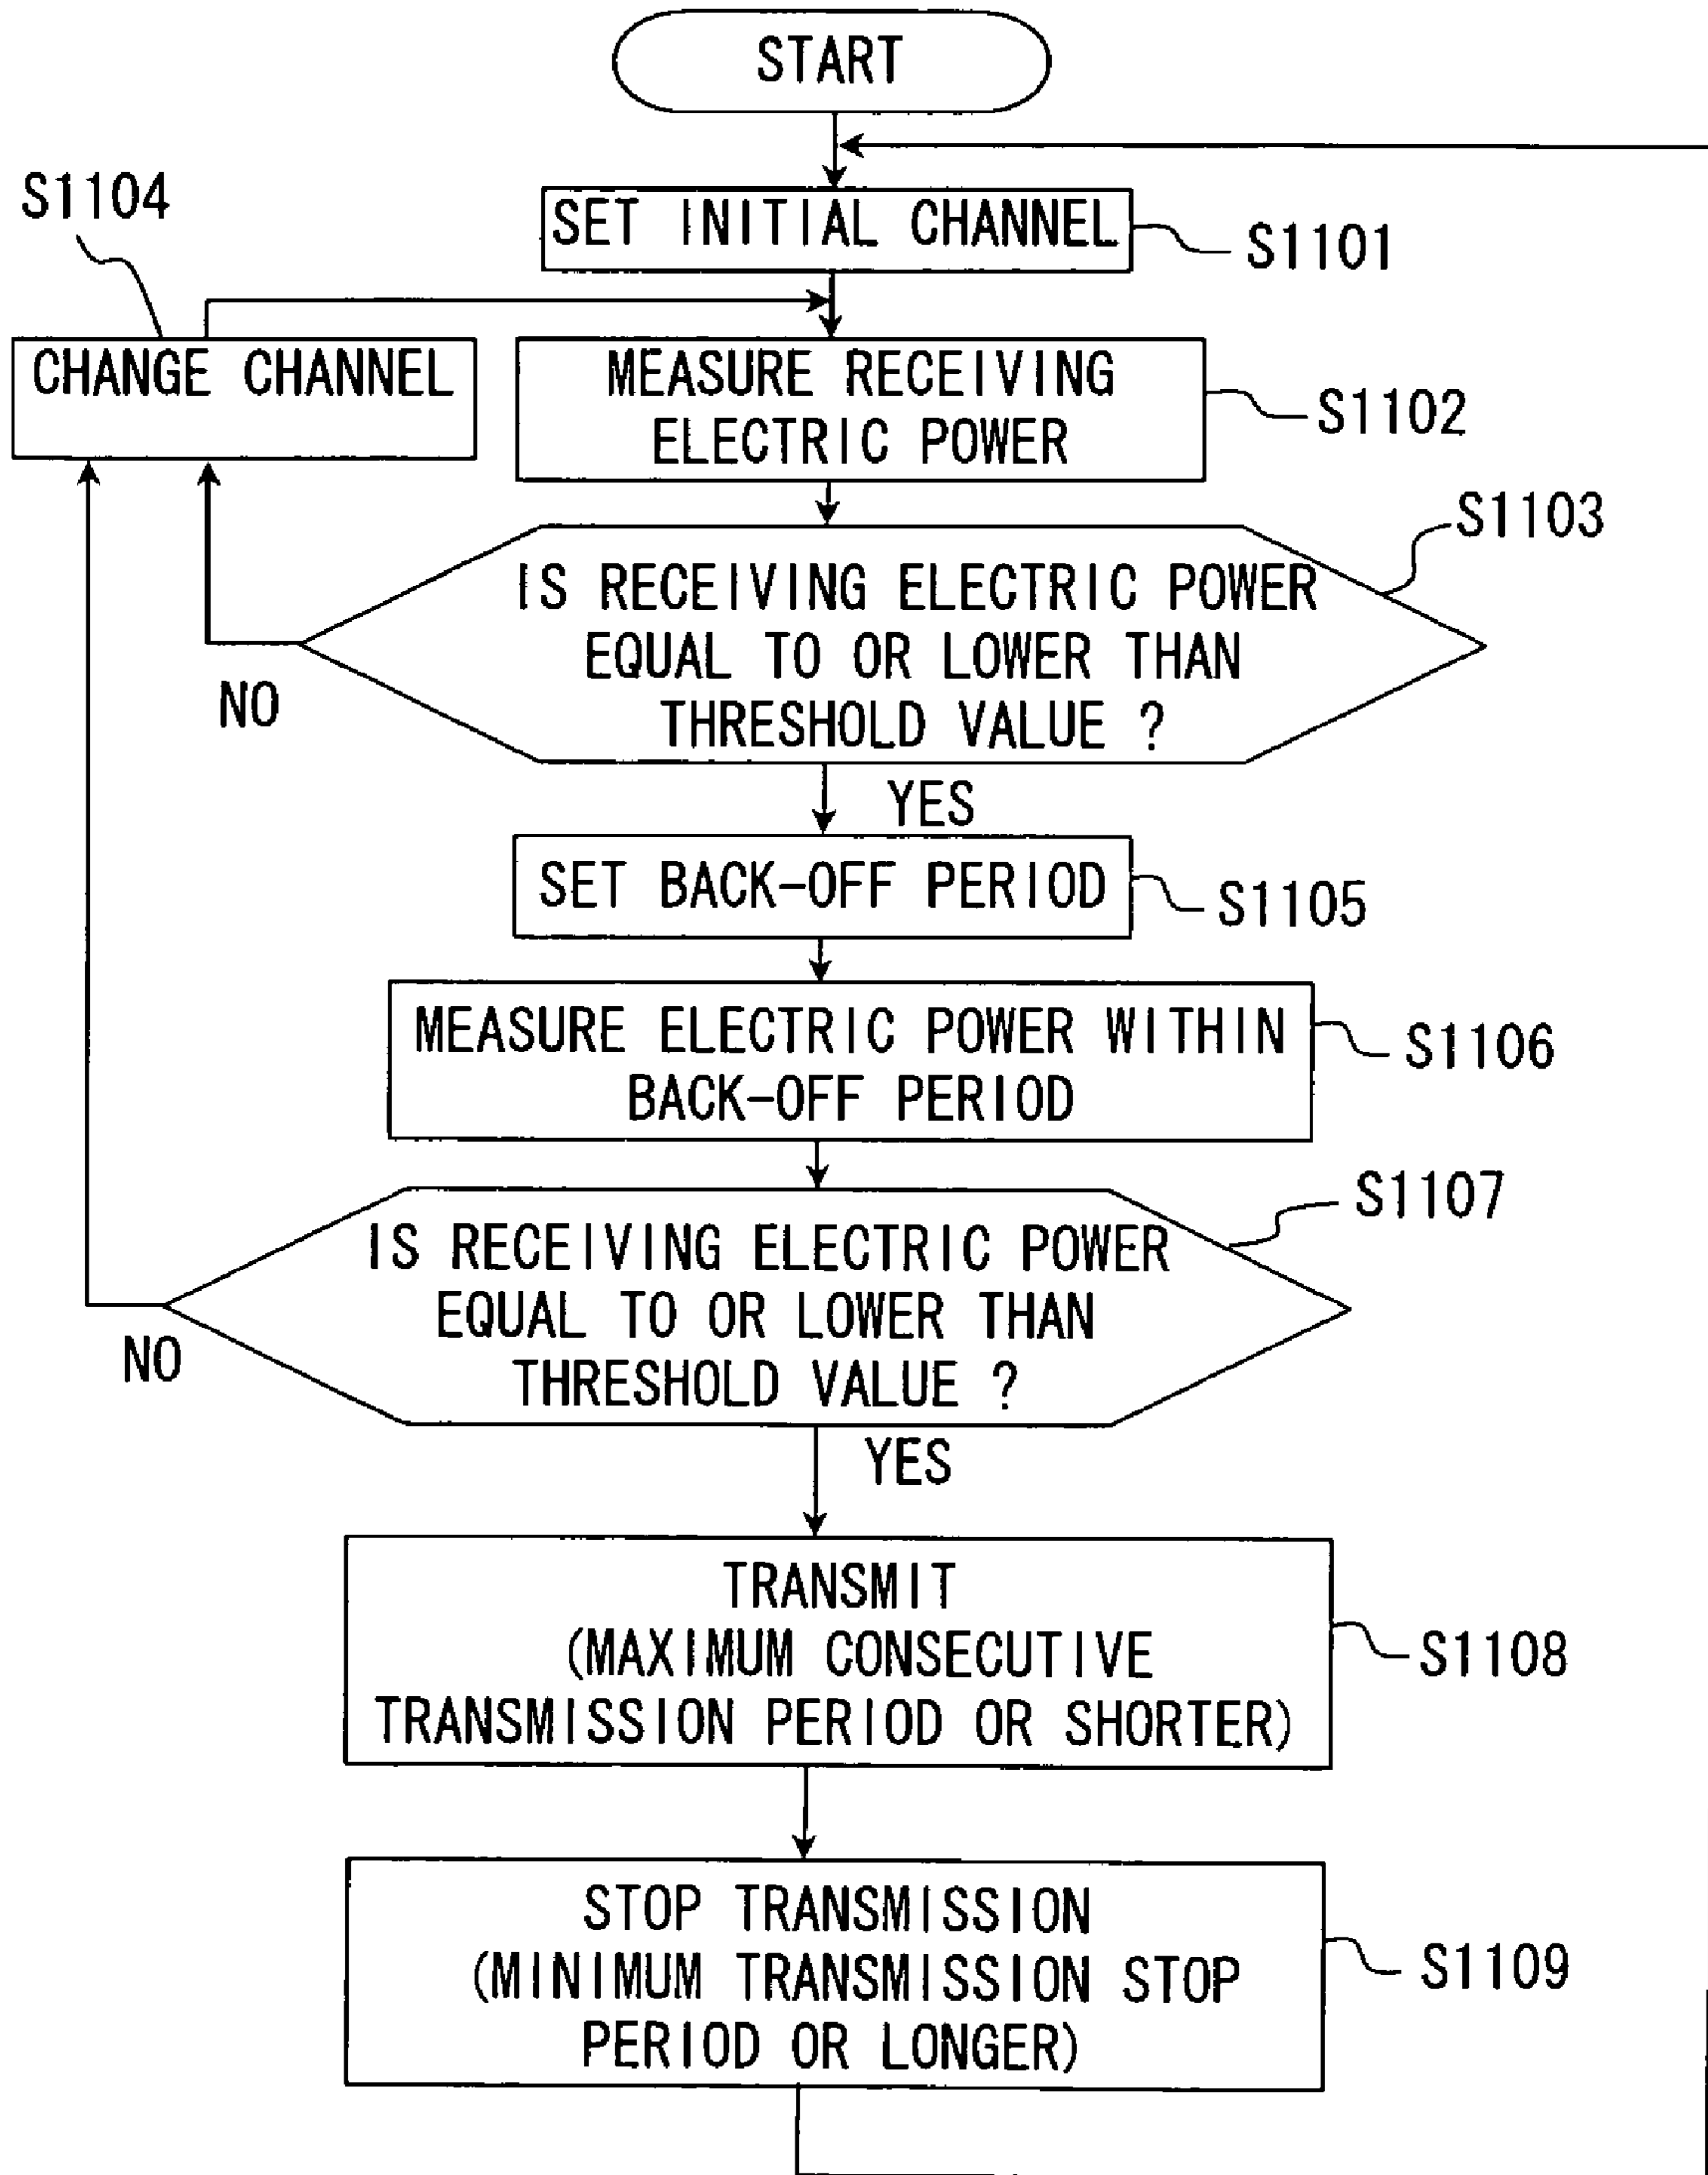 START
S1104
SET INITIAL CHANNEL
S1101
CHANGE CHANNEL
MEASURE RECEIVING
ELECTRIC POWER
S1102
S1103
IS RECEIVING ELECTRIC POWER
EQUAL TO OR LOWER THAN
THRESHOLD VALUE ?
NO
YES
SET BACK-OFF PERIOD
S1105
MEASURE ELECTRIC POWER WITHIN
BACK-OFF PERIOD
S1106
S1107
IS RECEIVING ELECTRIC POWER
EQUAL TO OR LOWER THAN
THRESHOLD VALUE ?
NO
YES
TRANSMIT
(MAXIMUM CONSECUTIVE
TRANSMISSION PERIOD OR SHORTER)
S1108
STOP TRANSMISSION
(MINIMUM TRANSMISSION STOP
PERIOD OR LONGER)
S1109